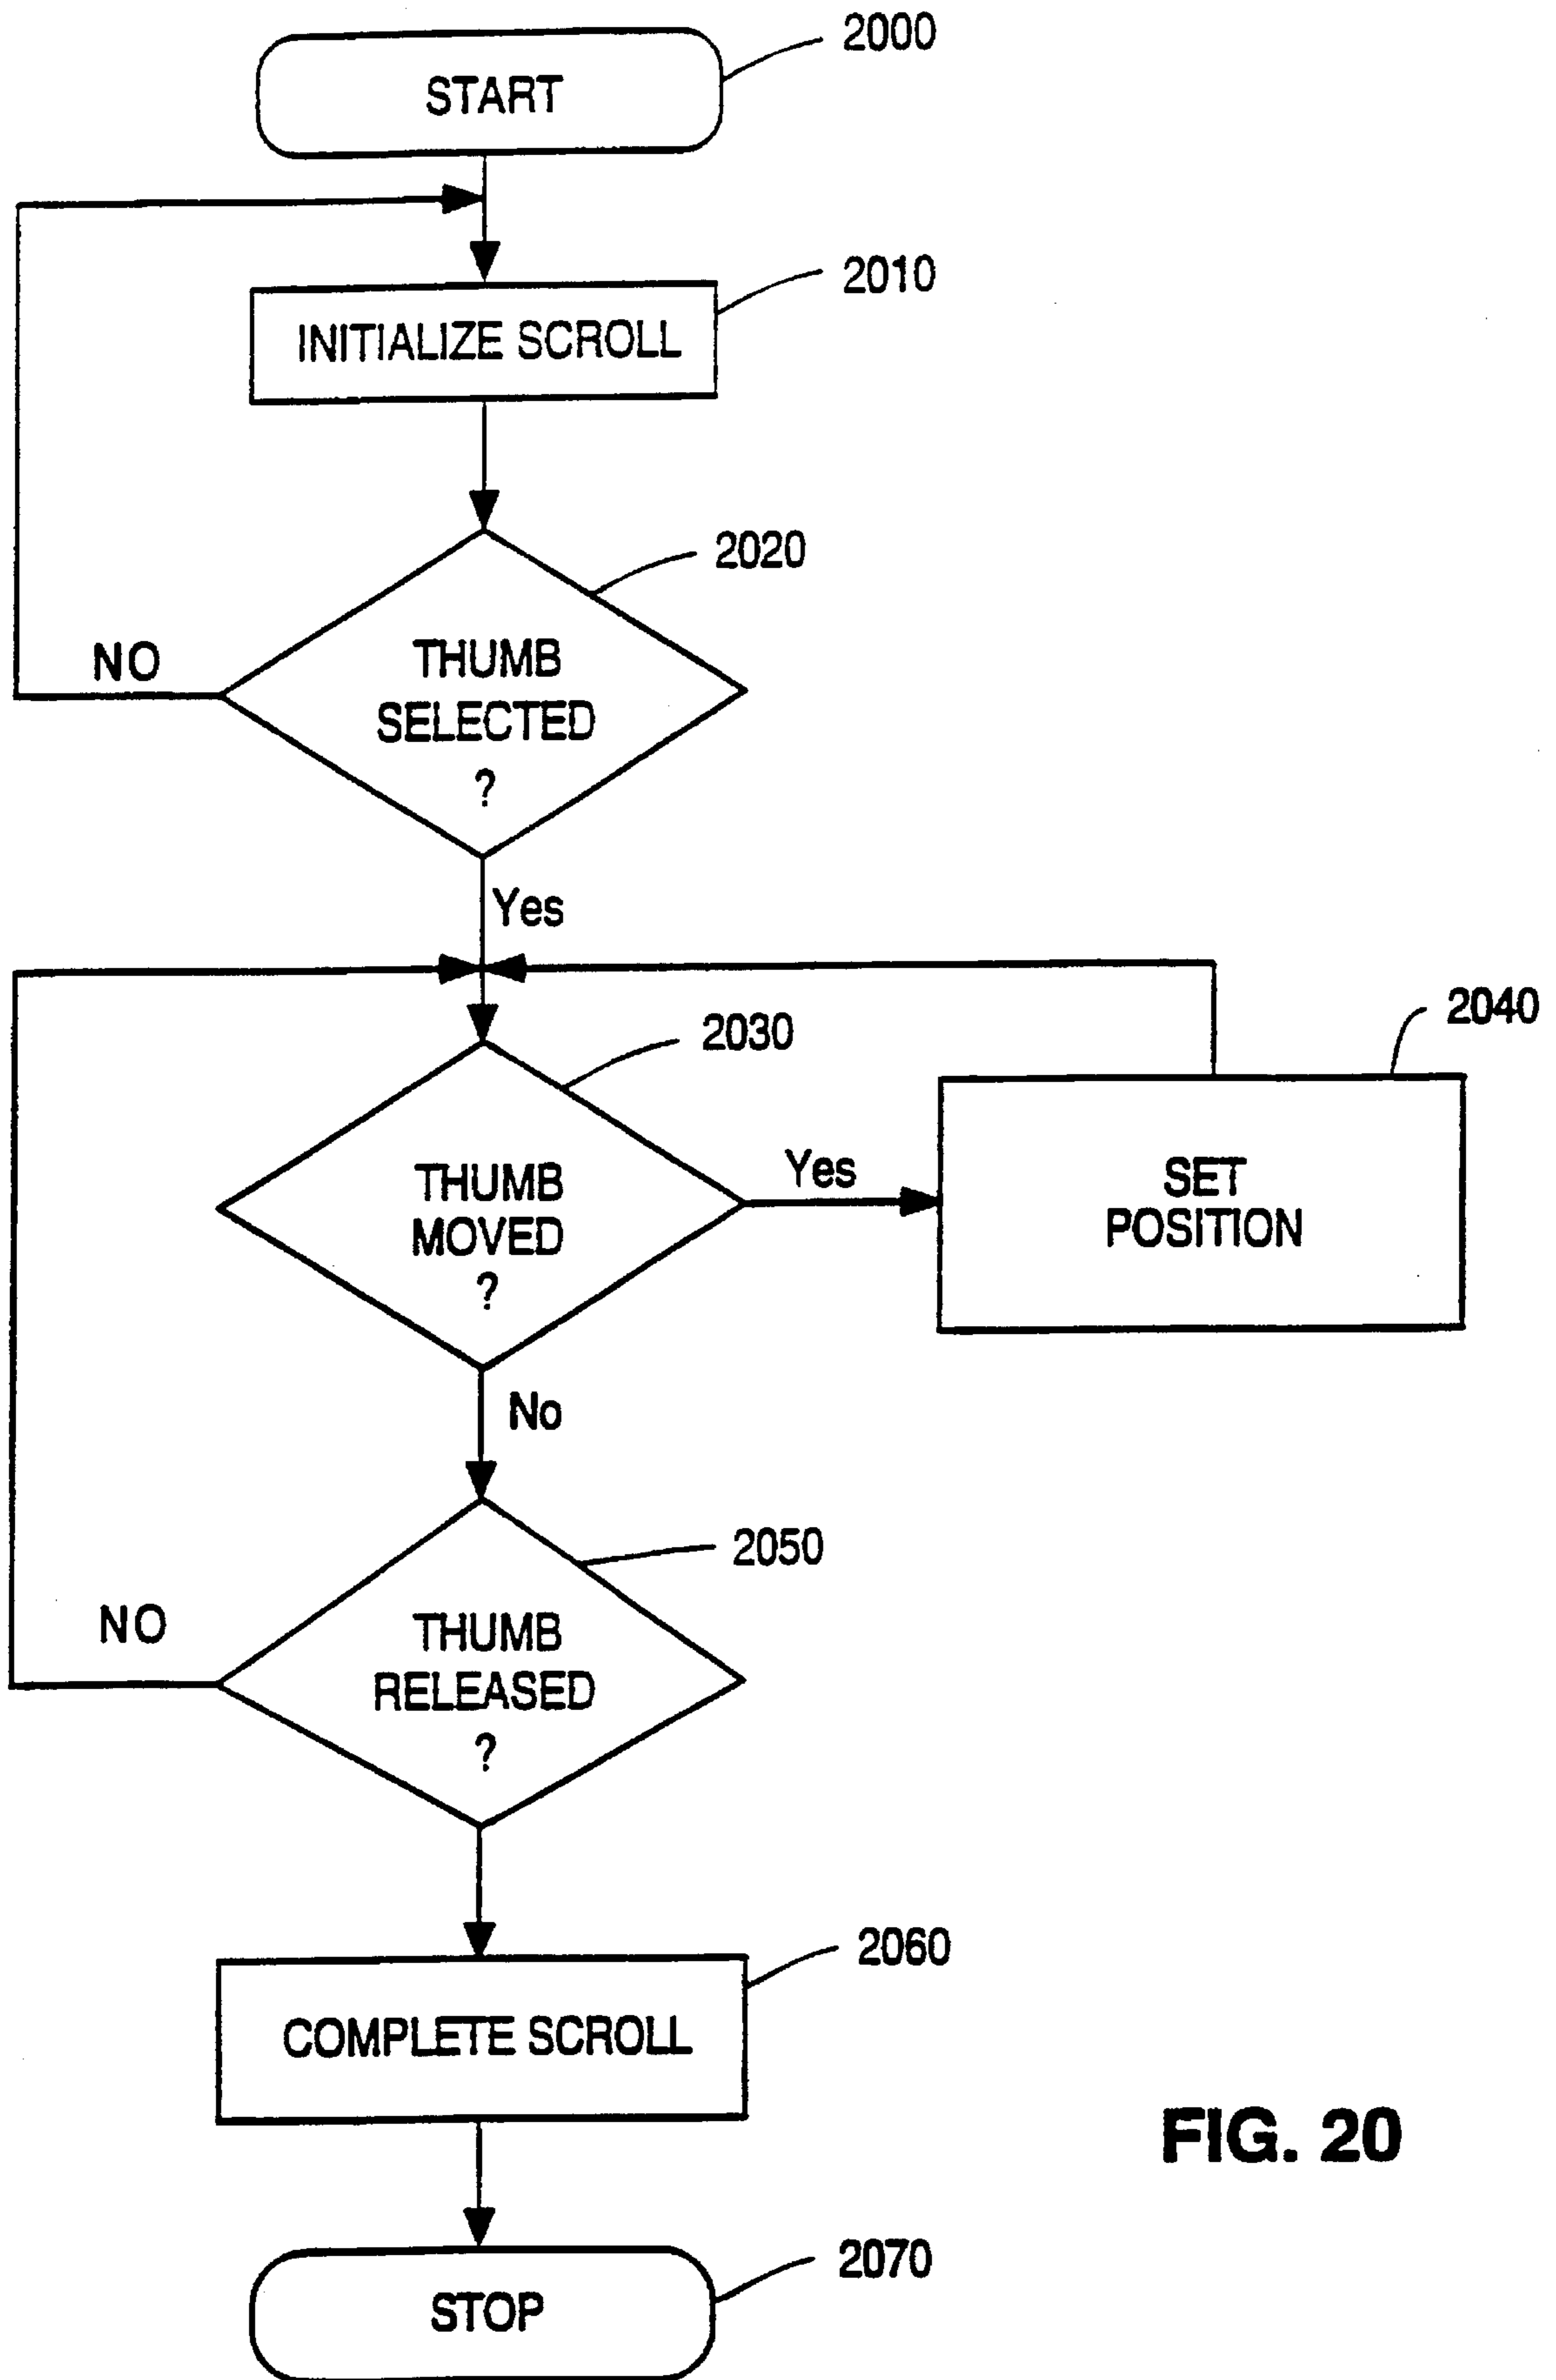 2000
START
2010
INITIALIZE SCROLL
2020
THUMB
SELECTED
?
NO
Yes
2030
2040
THUMB
MOVED
?
Yes
SET
POSITION
No
2050
THUMB
RELEASED
?
NO
2060
COMPLETE SCROLL
FIG. 20
2070
STOP